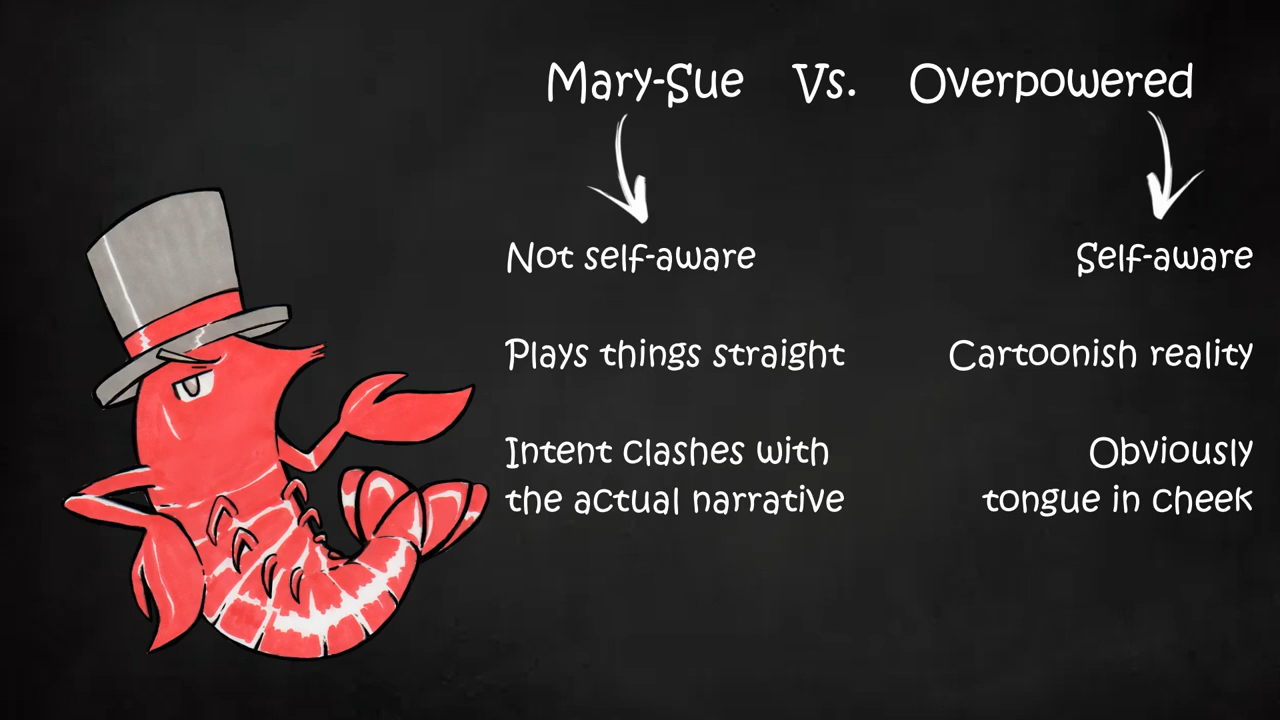 Mary-Sue Vs. Overpowered
Not self-aware
Self-aware
Plays things straight
Cartoonish reality
Intent clashes with
the actual narrative
Obviously
tongue in cheek